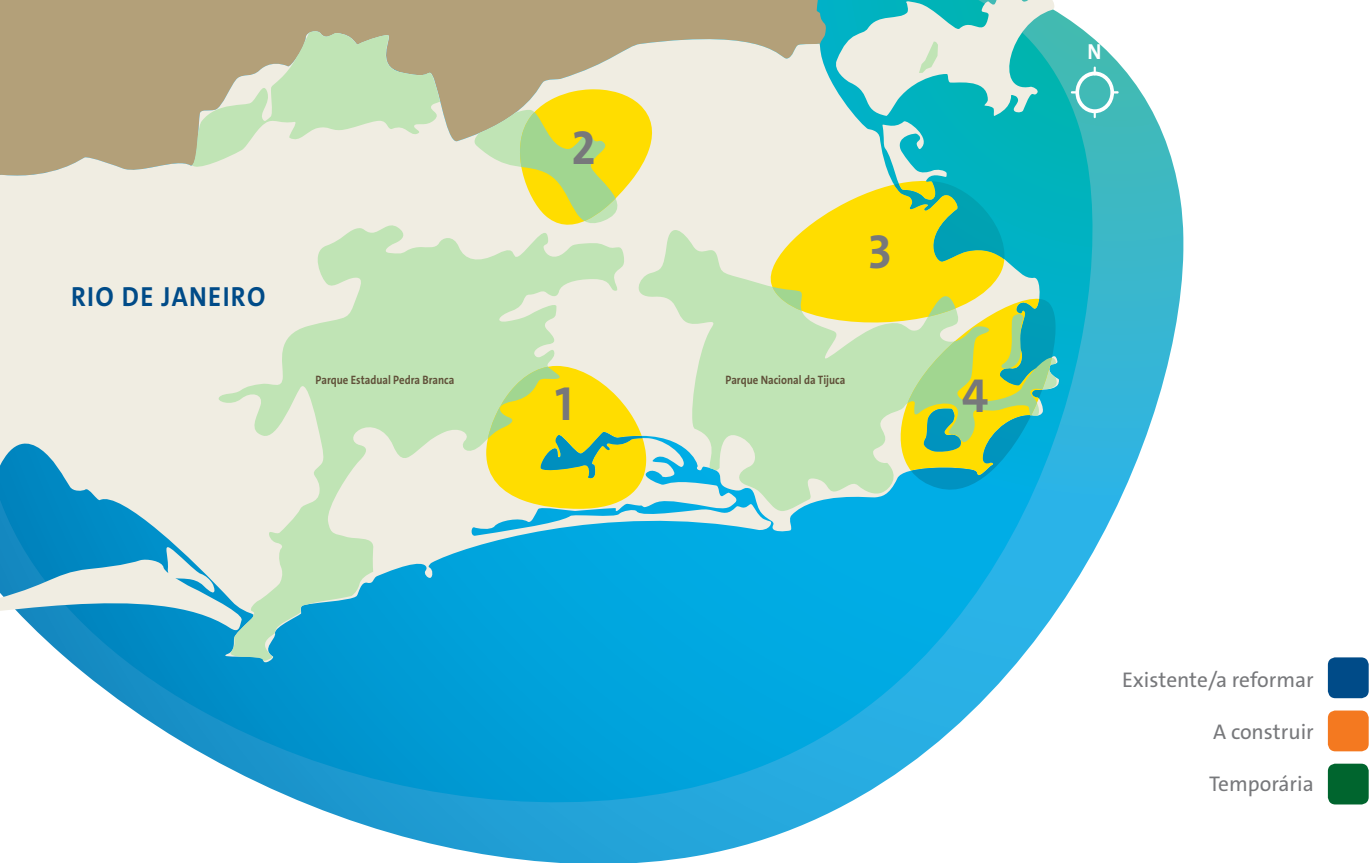 N
2
3
RIO DE JANEIRO
Parque Estadual Pedra Branca
Parque Nacional da Tijuca
1
4
Existente/a reformar
A construir
Temporária